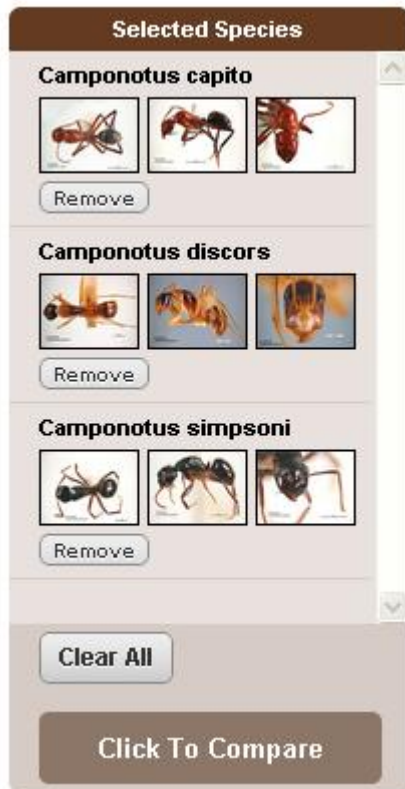 Selected Species
Camponotus capito
Remove
Camponotus discors
Remove
Camponotus simpsoni
Remove
Clear All
Click To Compare